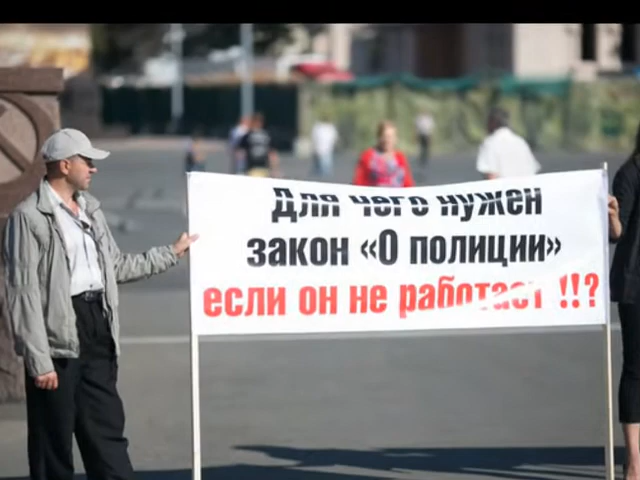 Для чего нужен
закон «О полиции»
если он не работает !!?